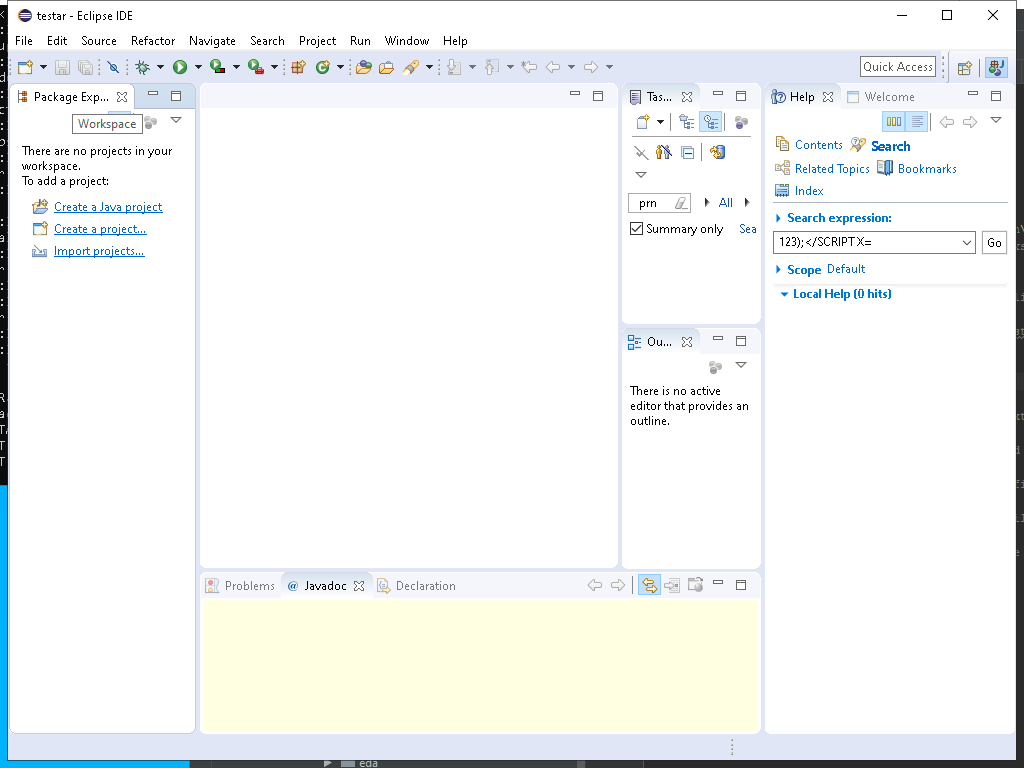 testar - Eclipse IDE
File Edit Source Refactor Navigate Search Project Run Window Help
Quick Access
Package Exp...
Workspace
There are no projects in your
workspace.
To add a project:
Create a Java project
Create a project...
Import projects...
Tas...
prn
All
Summary only
Sea
Ou...
There is no active
editor that provides an
outline.
Help
Welcome
Contents
Search
Related Topics
Bookmarks
Index
Search expression:
123);</SCRIPTX=
Go
Scope Default
Local Help (0 hits)
Problems
@ Javadoc
Declaration
eda